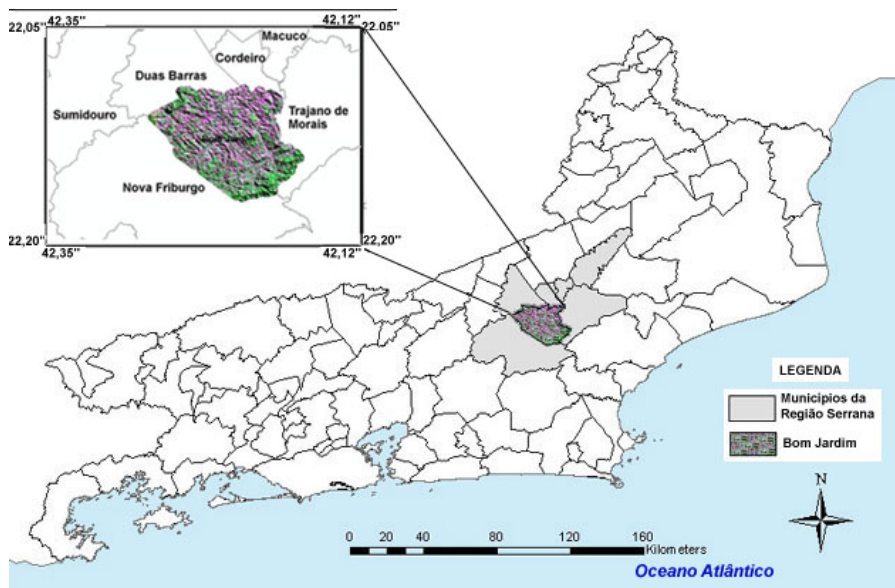 42,35"
42,12"
22,05"
22,05"
Macuco
Cordeiro
Duas Barras
Sumidouro
Trajano de
Morais
Nova Friburgo
22,20"
22,20"
42,35"
42,12"
LEGENDA
Municipios da
Região Serrana
Bom Jardim
N
0 10 20 40 80 120 160
Kilometers
Oceano Atlântico